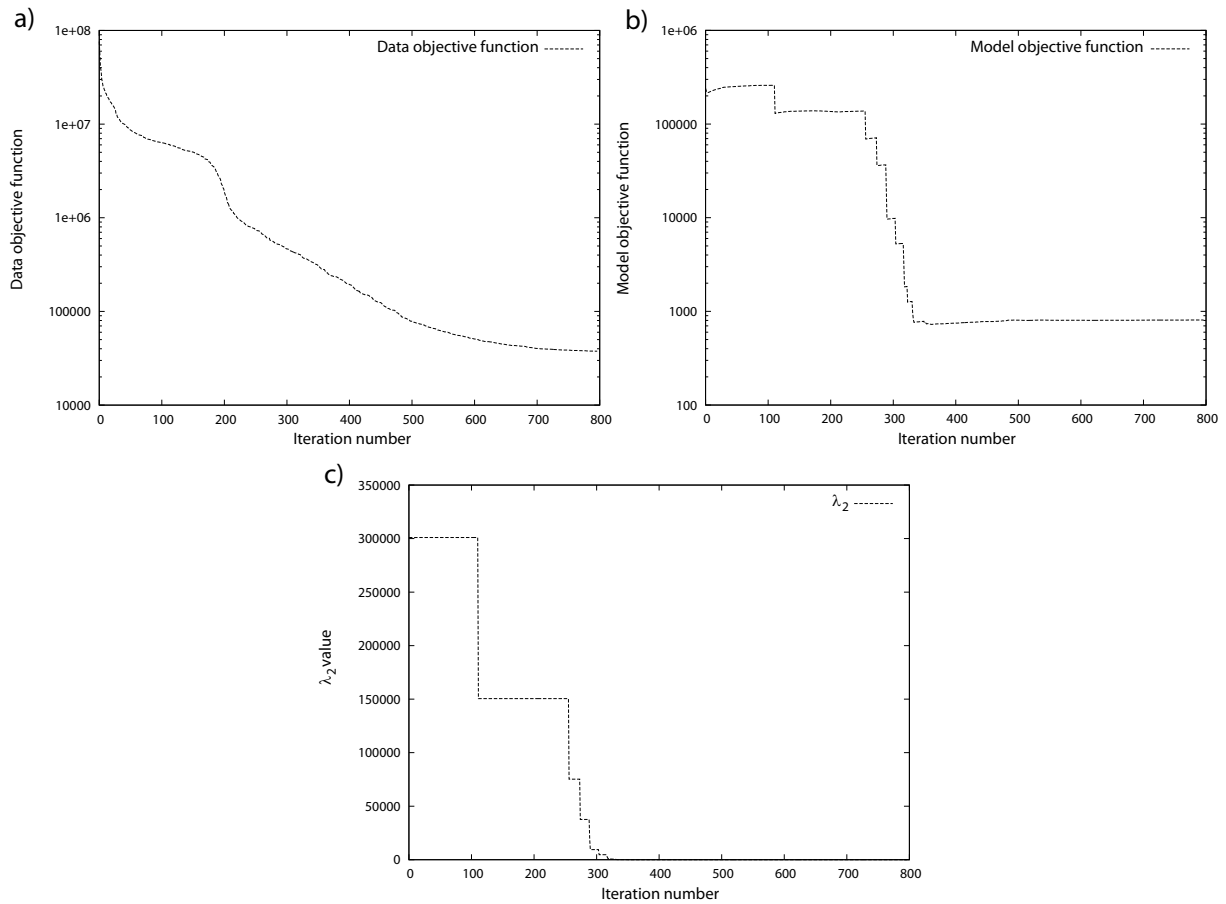 a)
1e+08
1e+07
1e+06
100000
10000
Data objective function
Data objective function
0 100 200 300 400 500 600 700 800
Iteration number
b)
1e+06
100000
10000
1000
100
Model objective function
Model objective function
0 100 200 300 400 500 600 700 800
Iteration number
c)
350000
300000
250000
200000
150000
100000
50000
0
λ2 value
λ2
0 100 200 300 400 500 600 700 800
Iteration number